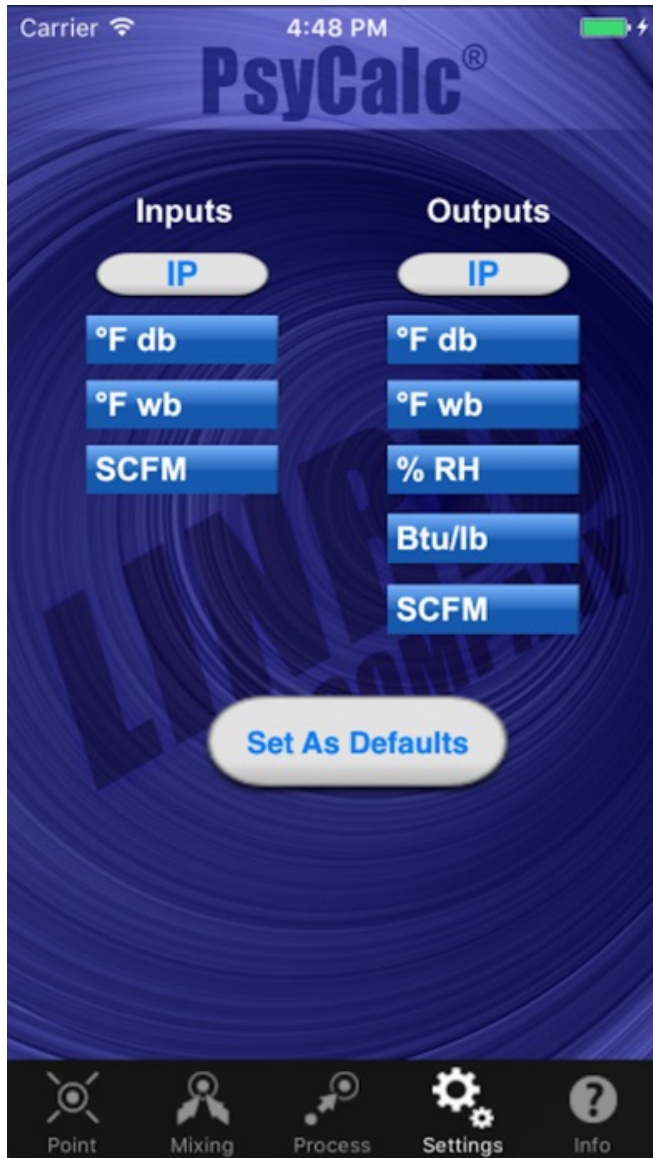 Carrier 4:48 PM
PsyCalc®
Inputs Outputs
IP IP
°F db °F db
°F wb °F wb
SCFM % RH
Btu/lb
SCFM
Set As Defaults
Point Mixing Process Settings Info